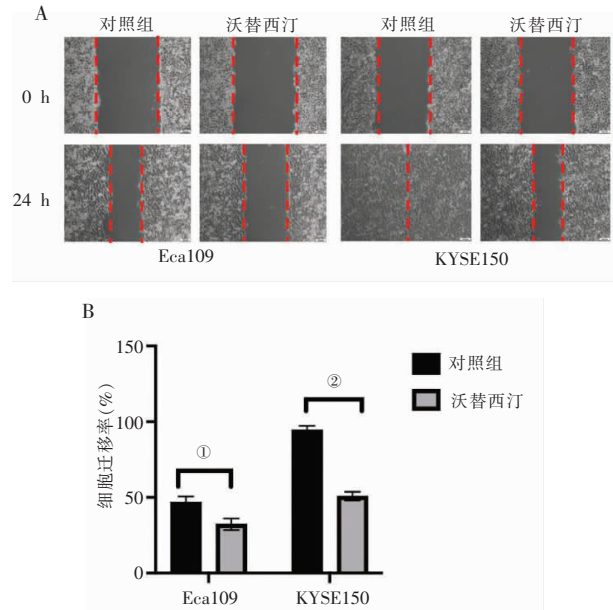 A
对照组 沃替西汀 对照组 沃替西汀
0 h
24 h
Eca109 KYSE150
B
细胞迁移率(%)
150
100
50
0
① ②
对照组
沃替西汀
Eca109 KYSE150